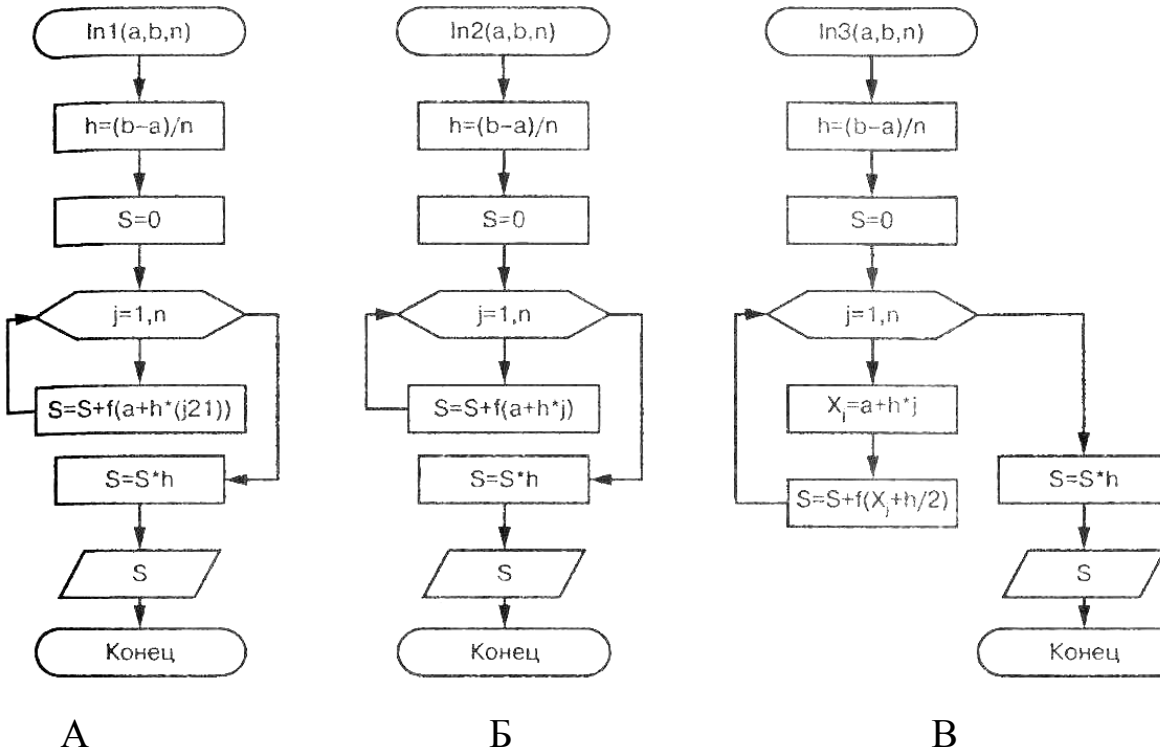 In1(a,b,n)
h=(b-a)/n
S=0
j=1,n
S=S+f(a+h*(j21))
S=S*h
S
Конец
А
In2(a,b,n)
h=(b-a)/n
S=0
j=1,n
S=S+f(a+h*j)
S=S*h
S
Конец
Б
In3(a,b,n)
h=(b-a)/n
S=0
j=1,n
Xj=a+h*j
S=S+f(Xj+h/2)
S=S*h
S
Конец
В